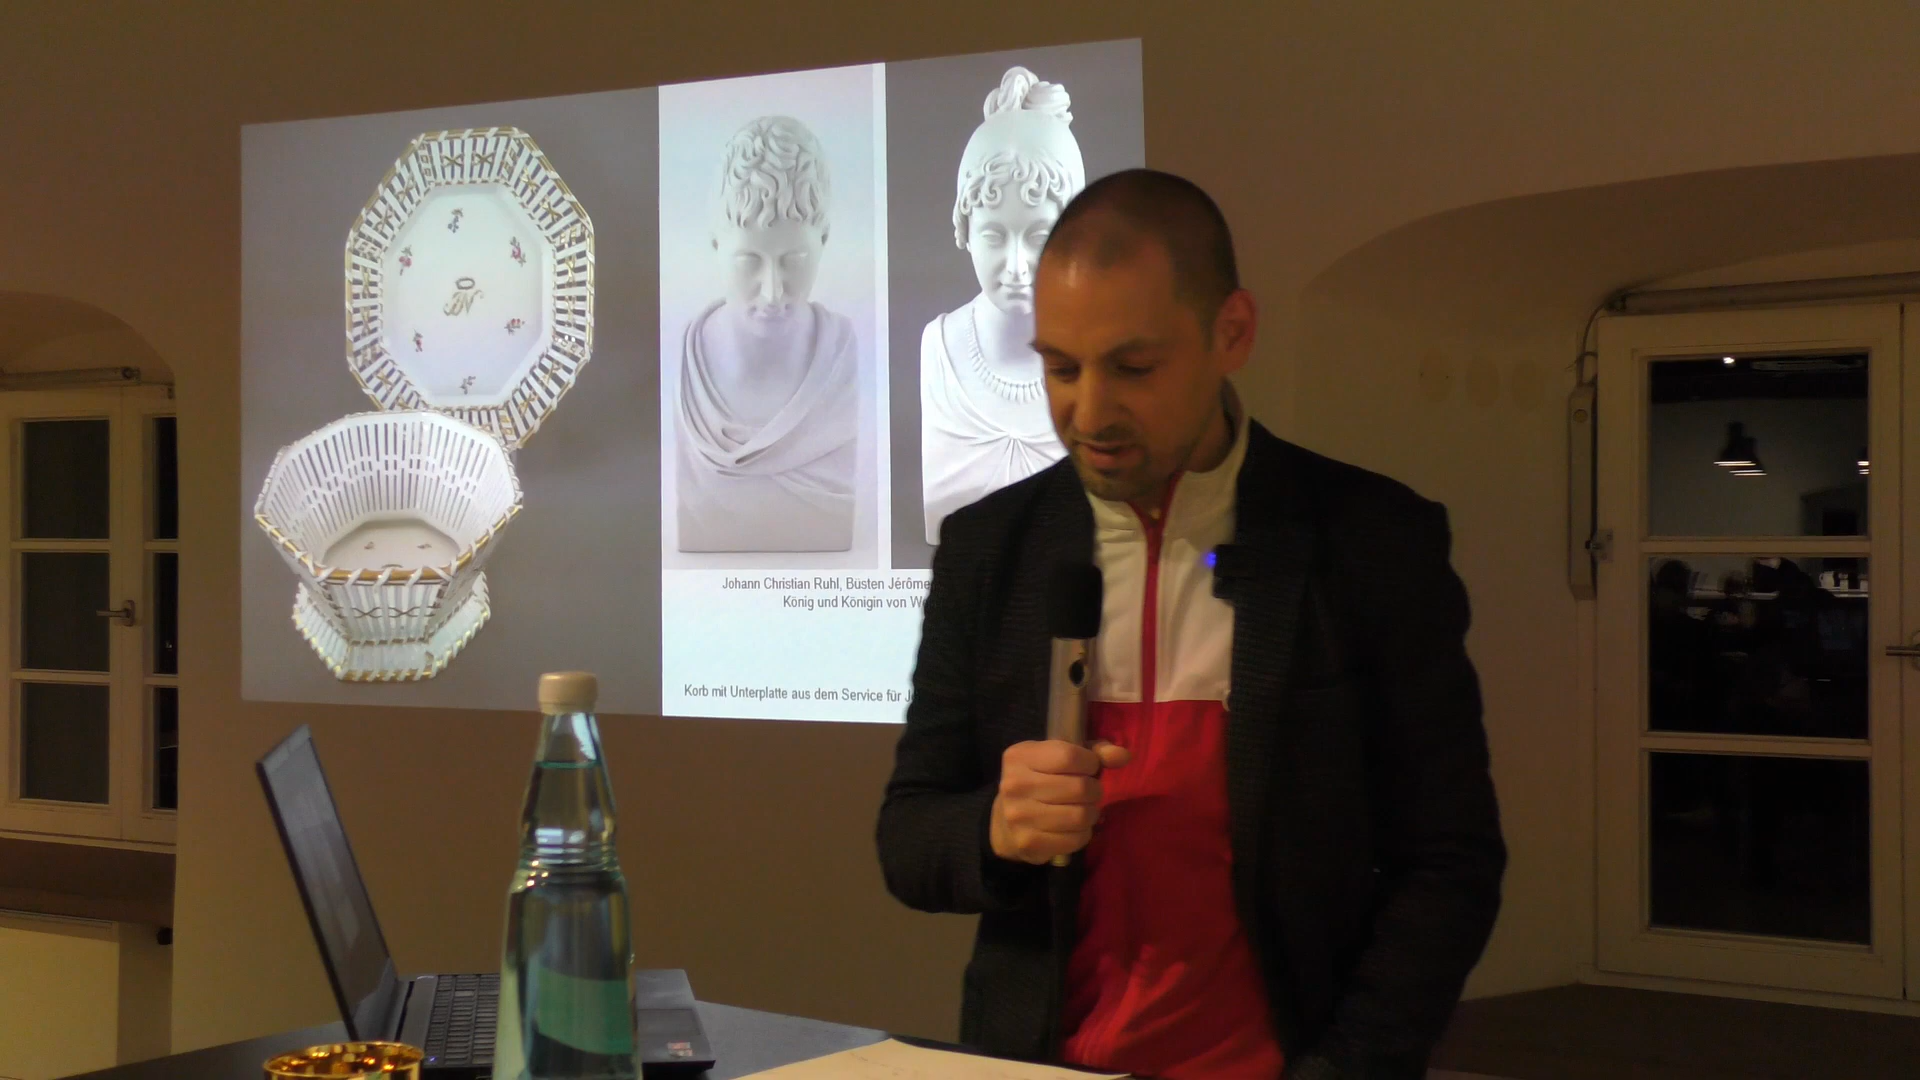 Johann Christian Ruhl, Büsten Jérôme
König und Königin von
Korb mit Unterplatte aus dem Service für